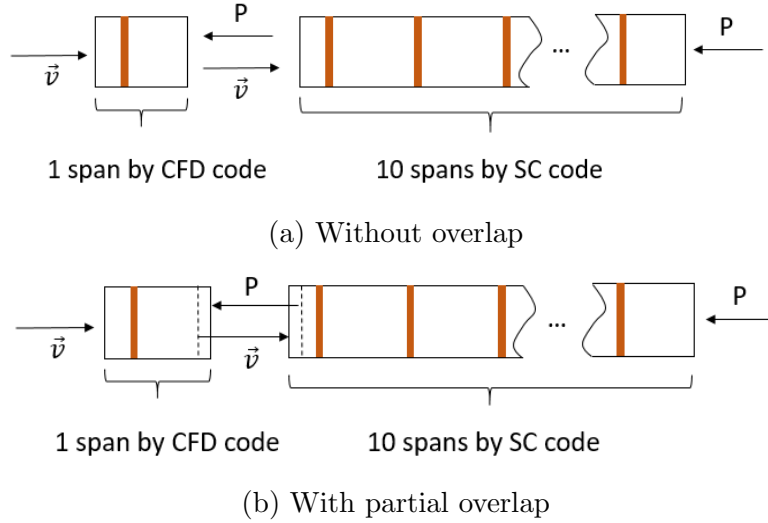 P
P
v⃗
v⃗
...
1 span by CFD code
10 spans by SC code
(a) Without overlap
P
P
v⃗
v⃗
...
1 span by CFD code
10 spans by SC code
(b) With partial overlap